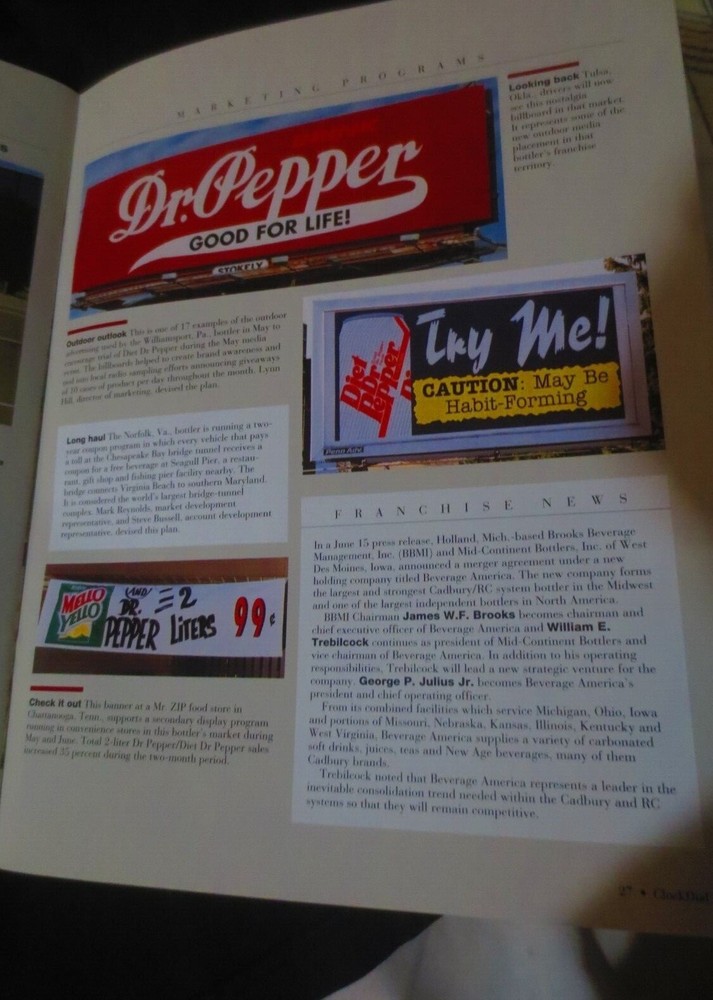 S
MARKETING PROGRAMS
Dr. Pepper
GOOD FOR LIFE!
STOKELY
Looking back Tulsa,
Okla., drivers will now
see this nostalgia
billboard in that market.
It represents some of the
new outdoor media
placement in that
bottler's franchise
territory.
Outdoor outlook This is one of 17 examples of the outdoor
advertising used by the Williamsport, Pa., bottler in May to
encourage trial of Diet Dr Pepper during the May media
The billboards helped to create brand awareness and
local radio sampling efforts announcing giveaways
of 10 cases of product per day throughout the month. Lynn
Hill, director of marketing, devised the plan.
Diet
Dr
Pepper
Try Me!
CAUTION: May Be
Habit-Forming
Penn Adv.
Long haul The Norfolk, Va., bottler is running a two-
year coupon program in which every vehicle that pays
a toll at the Chesapeake Bay bridge tunnel receives a
coupon for a free beverage at Seagull Pier, a restau-
rant, gift shop and fishing pier facility nearby. The
bridge connects Virginia Beach to southern Maryland.
It is considered the world's largest bridge-tunnel
complex. Mark Reynolds, market development
representative, and Steve Bussell, account development
representative, devised this plan.
MELLO
YELLO
(AND)
DR.
PEPPER
2
LITERS
99¢
Check it out This banner at a Mr. ZIP food store in
Chattanooga, Tenn., supports a secondary display program
running in convenience stores in this bottler's market during
May and June. Total 2-liter Dr Pepper/Diet Dr Pepper sales
increased 35 percent during the two-month period.
FRANCHISE NEWS
In a June 15 press release, Holland, Mich.-based Brooks Beverage
Management, Inc. (BBMI) and Mid-Continent Bottlers, Inc. of West
Des Moines, Iowa, announced a merger agreement under a new
holding company titled Beverage America. The new company forms
the largest and strongest Cadbury/RC system bottler in the Midwest
and one of the largest independent bottlers in North America.
BBMI Chairman James W.F. Brooks becomes chairman and
chief executive officer of Beverage America and William E.
Trebilcock continues as president of Mid-Continent Bottlers and
vice chairman of Beverage America. In addition to his operating
responsibilities, Trebilcock will lead a new strategic venture for the
company. George P. Julius Jr. becomes Beverage America's
president and chief operating officer.
From its combined facilities which service Michigan, Ohio, Iowa
and portions of Missouri, Nebraska, Kansas, Illinois, Kentucky and
West Virginia, Beverage America supplies a variety of carbonated
soft drinks, juices, teas and New Age beverages, many of them
Cadbury brands.
Trebilcock noted that Beverage America represents a leader in the
inevitable consolidation trend needed within the Cadbury and RC
systems so that they will remain competitive.
27 • ClockDial